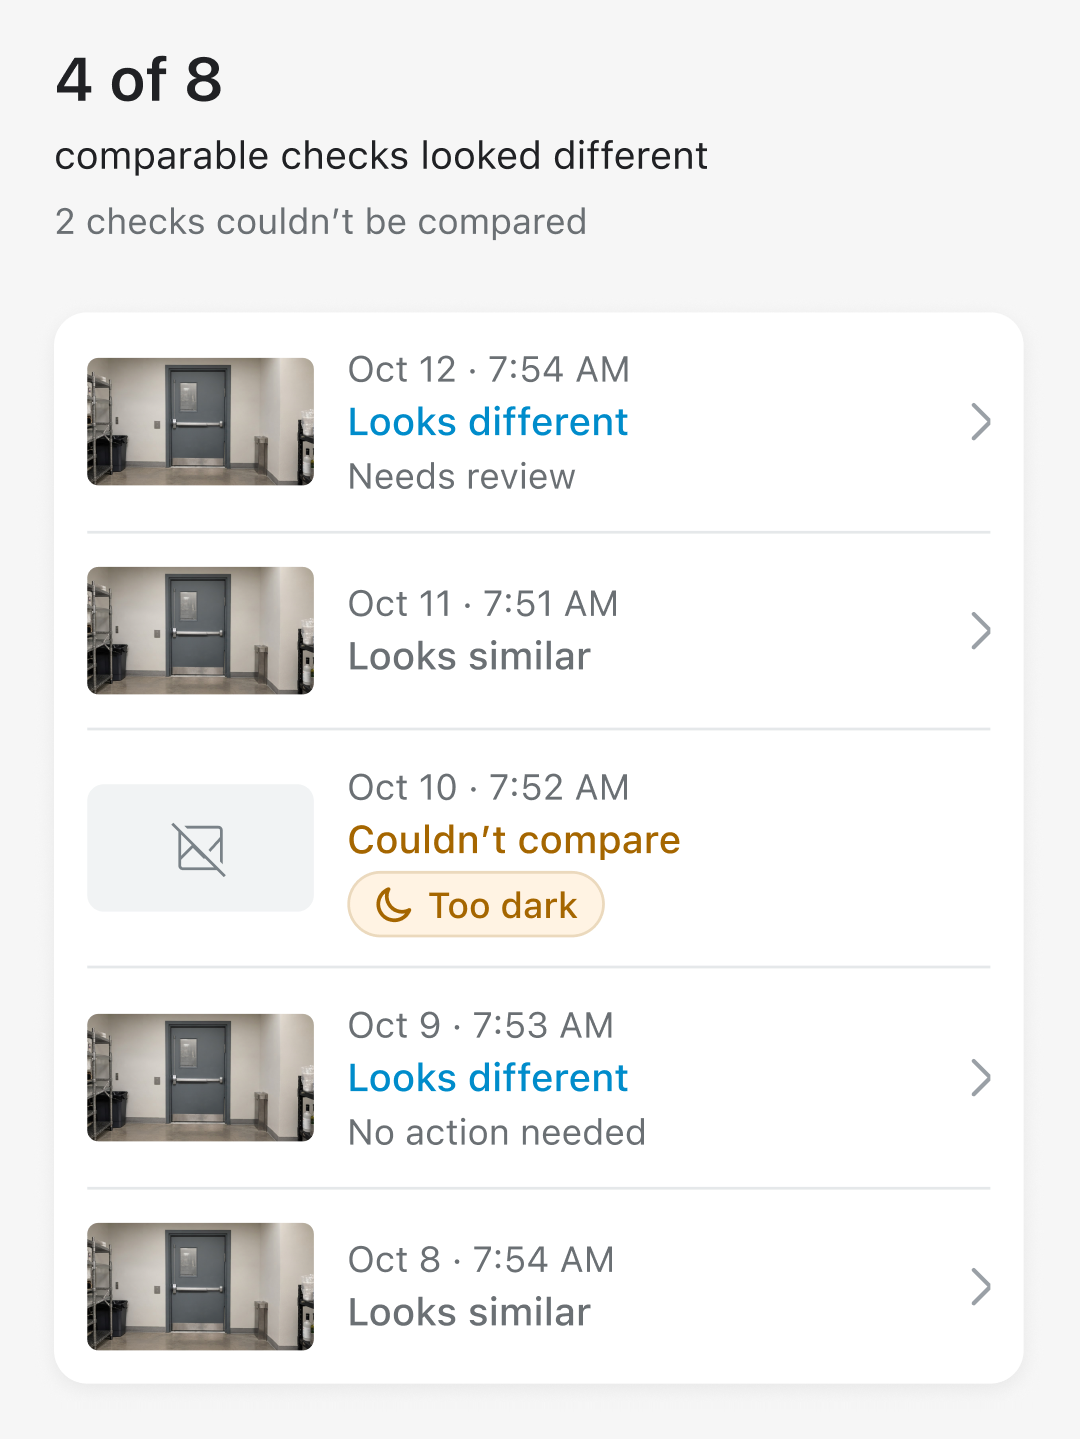 4 of 8
comparable checks looked different
2 checks couldn’t be compared
Oct 12 · 7:54 AM
Looks different
Needs review
Oct 11 · 7:51 AM
Looks similar
Oct 10 · 7:52 AM
Couldn’t compare
Too dark
Oct 9 · 7:53 AM
Looks different
No action needed
Oct 8 · 7:54 AM
Looks similar